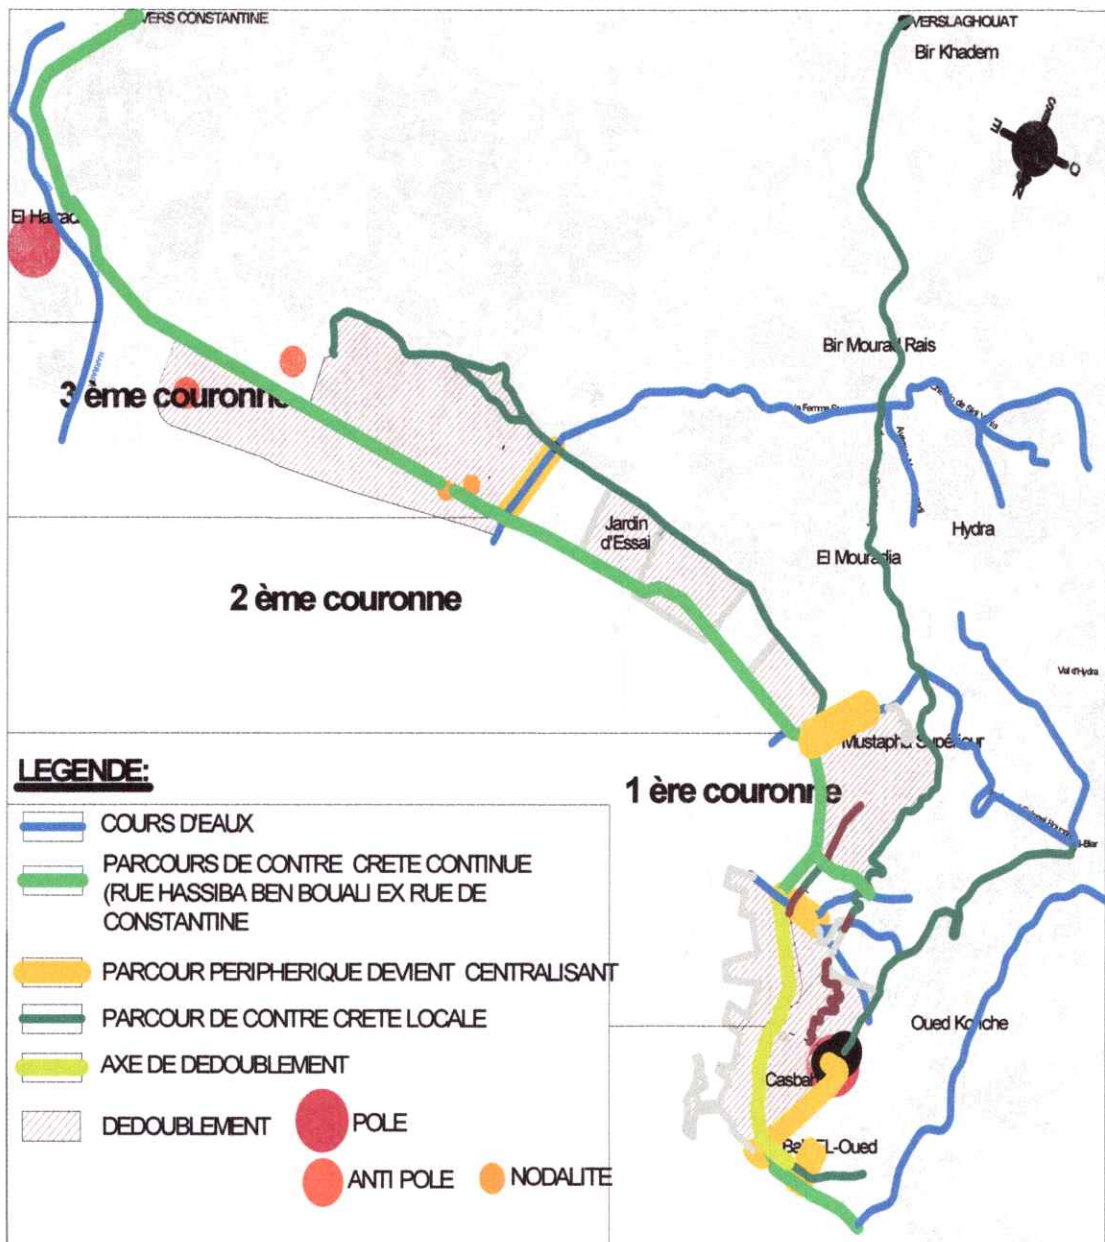 VERS CONSTANTINE
VERSLAGHOUAT
Bir Khadem
S
E
O
N
El Harrach
Bir Mourad Rais
3 ème couronne
Jardin
d'Essai
Hydra
El Mouradia
2 ème couronne
Val d'Hydra
Mustapha Supérieur
1 ère couronne
LEGENDE:
COURS D'EAUX
PARCOURS DE CONTRE CRETE CONTINUE
(RUE HASSIBA BEN BOUALI EX RUE DE
CONSTANTINE
PARCOUR PERIPHERIQUE DEVIENT CENTRALISANT
PARCOUR DE CONTRE CRETE LOCALE
AXE DE DEDOUBLEMENT
DEDOUBLEMENT
POLE
ANTI POLE
NODALITE
Oued Koriche
Casbah
Bab EL-Oued